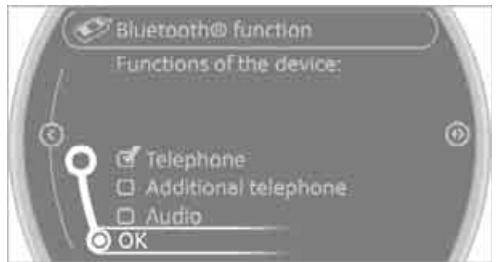 Bluetooth® function
Functions of the device:
Telephone
Additional telephone
Audio
OK